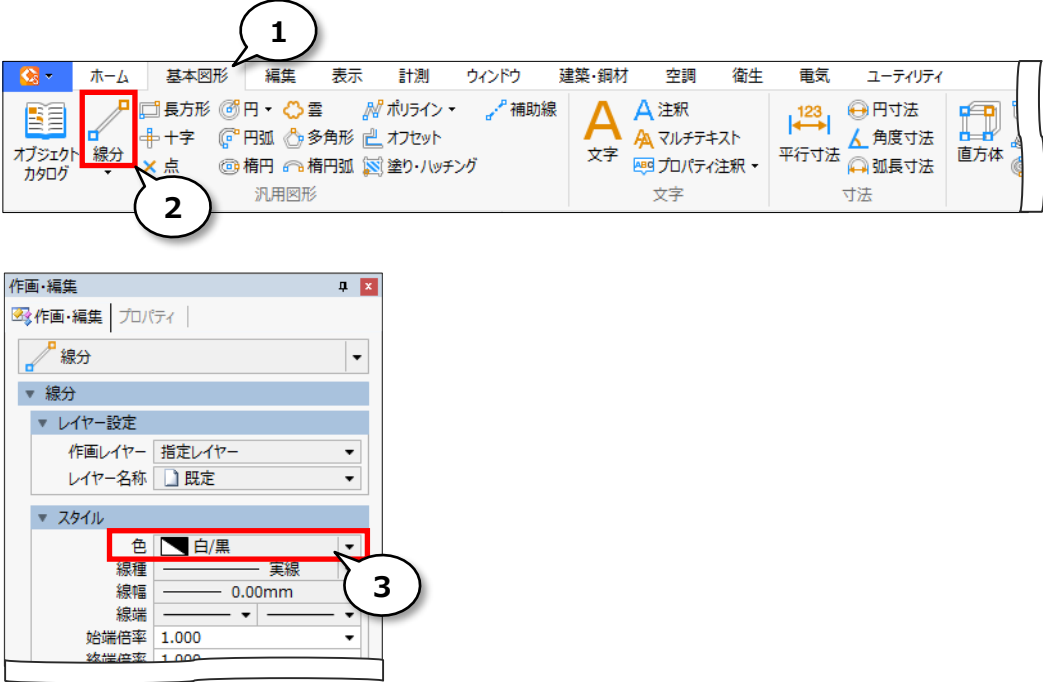 1
ホーム 基本図形 編集 表示 計測 ウィンドウ 建築・鋼材 空調 衛生 電気 ユーティリティ
長方形 円 雲 ポリライン 補助線 A A 注釈 123 円寸法
十字 円弧 多角形 オフセット マルチテキスト 角度寸法
オブジェクト
カタログ
線分 点 楕円 楕円弧 塗り・ハッチング 文字 ABC プロパティ注釈 平行寸法 弧長寸法 直方体
汎用図形 文字 寸法
2
作画・編集
作画・編集 プロパティ
線分
線分
レイヤー設定
作画レイヤー 指定レイヤー
レイヤー名称 既定
スタイル
色 白/黒
線種 実線
線幅 0.00mm
3
線端
始端倍率 1.000
終端倍率 1.000